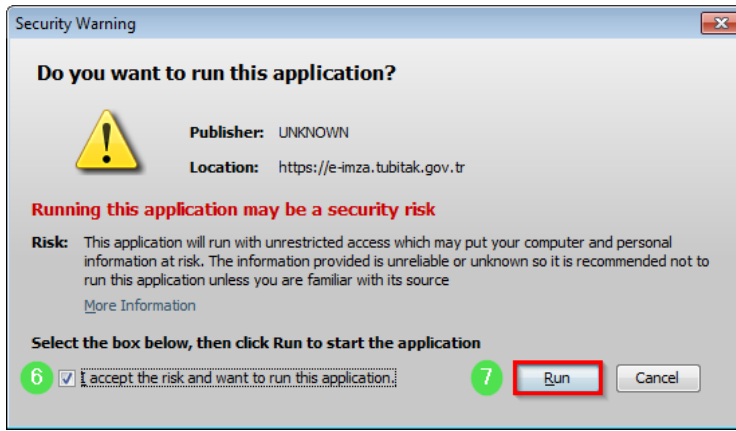 Security Warning
Do you want to run this application?
Publisher: UNKNOWN
Location: https://e-imza.tubitak.gov.tr
Running this application may be a security risk
Risk: This application will run with unrestricted access which may put your computer and personal
information at risk. The information provided is unreliable or unknown so it is recommended not to
run this application unless you are familiar with its source
More Information
Select the box below, then click Run to start the application
6 I accept the risk and want to run this application. 7 Run Cancel